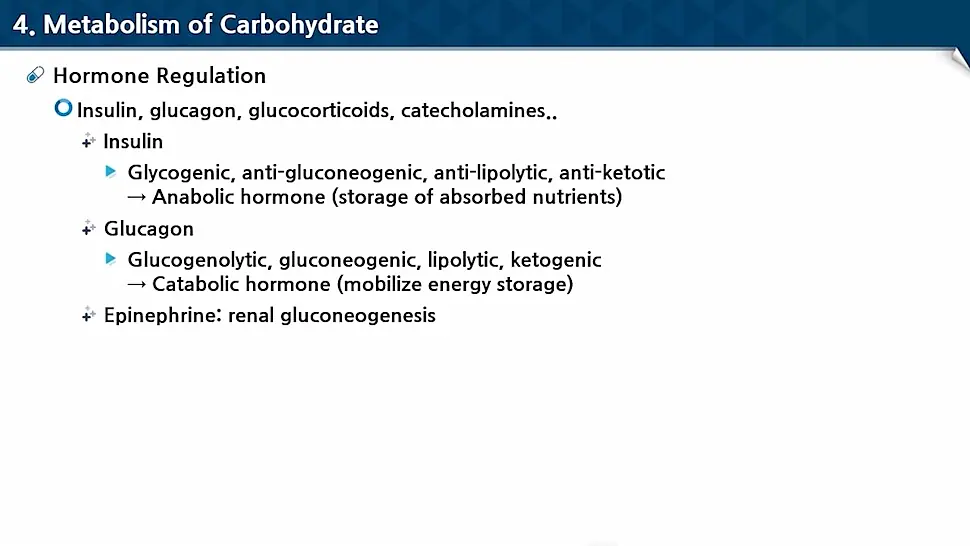 4. Metabolism of Carbohydrate
Hormone Regulation
Insulin, glucagon, glucocorticoids, catecholamines..
Insulin
Glycogenic, anti-gluconeogenic, anti-lipolytic, anti-ketotic
→ Anabolic hormone (storage of absorbed nutrients)
Glucagon
Glucogenolytic, gluconeogenic, lipolytic, ketogenic
→ Catabolic hormone (mobilize energy storage)
Epinephrine: renal gluconeogenesis